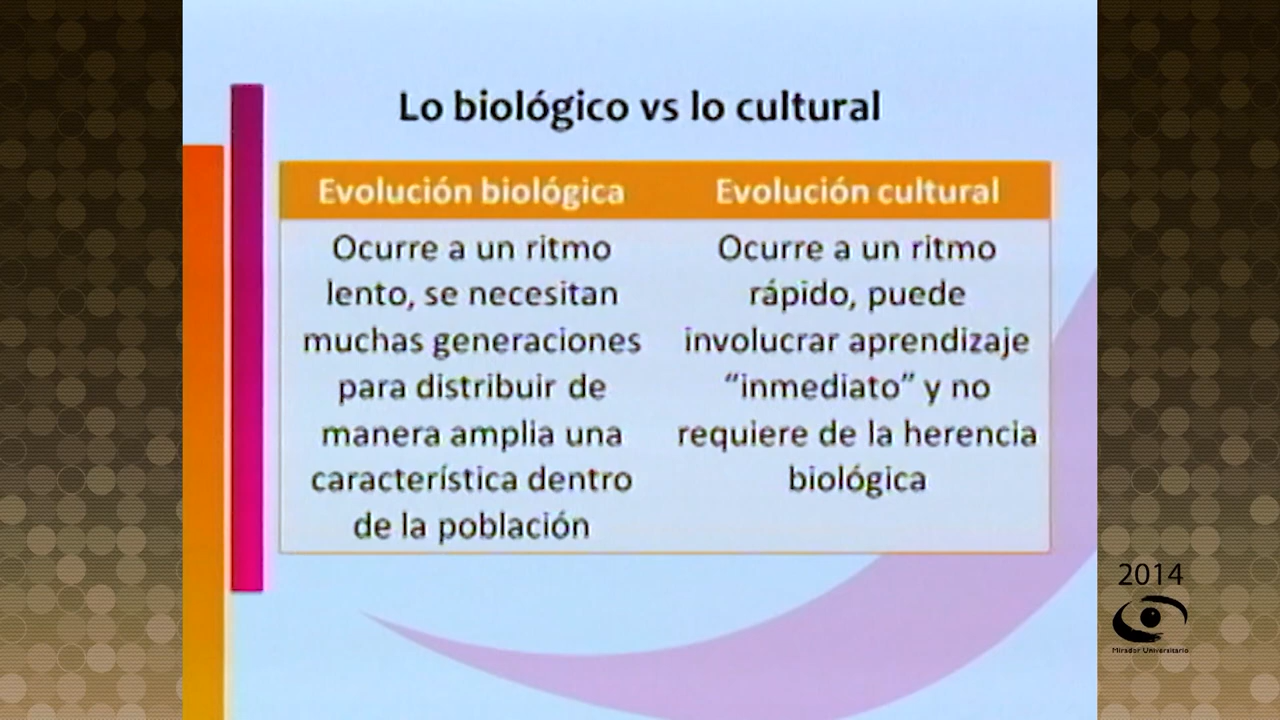 Lo biológico vs lo cultural
Evolución biológica
Ocurre a un ritmo
lento, se necesitan
muchas generaciones
para distribuir de
manera amplia una
característica dentro
de la población
Evolución cultural
Ocurre a un ritmo
rápido, puede
involucrar aprendizaje
“inmediato” y no
requiere de la herencia
biológica
2014
Mirador Universitario